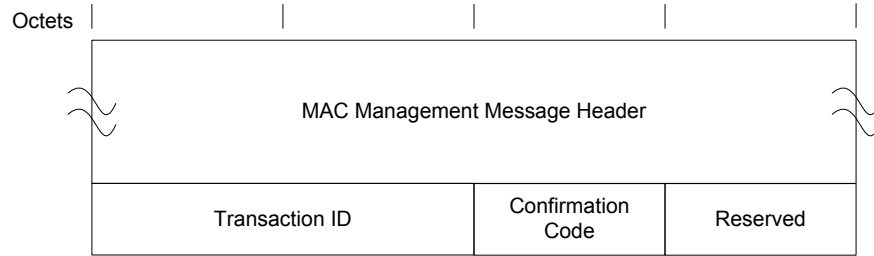 Octets
MAC Management Message Header
Transaction ID
Confirmation
Code
Reserved